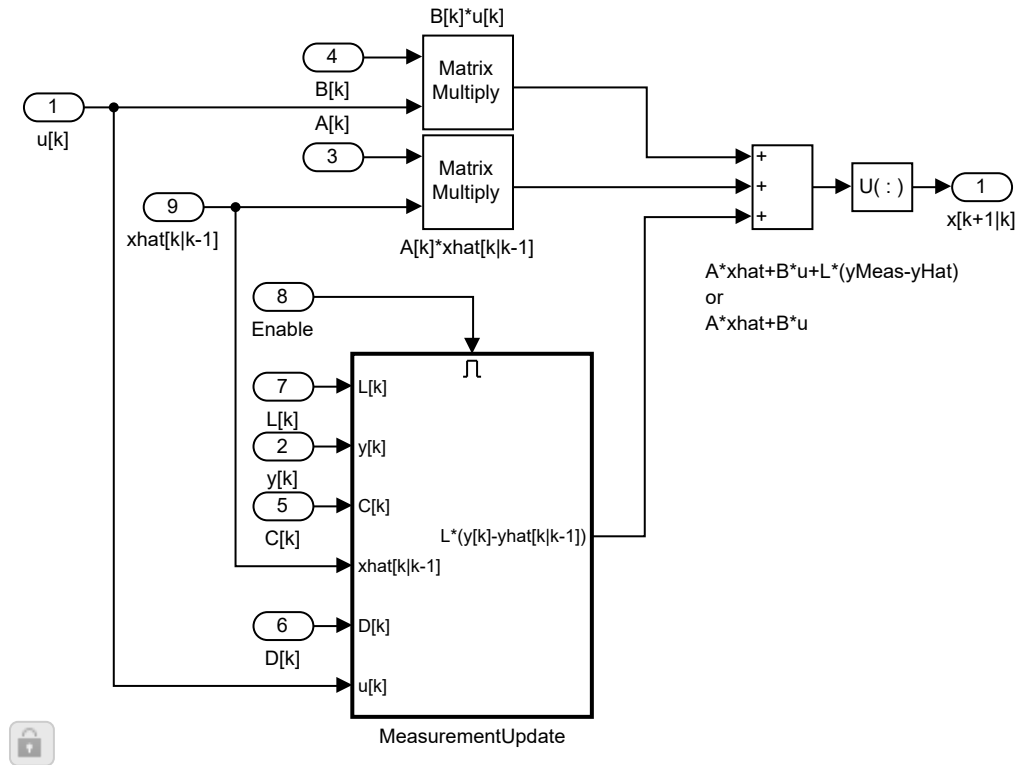 B[k]*u[k]
4
B[k]
Matrix
Multiply
1
u[k]
A[k]
3
Matrix
Multiply
A[k]*xhat[k|k-1]
9
xhat[k|k-1]
+
+
+
U( : )
1
x[k+1|k]
A*xhat+B*u+L*(yMeas-yHat)
or
A*xhat+B*u
8
Enable
7
L[k]
L[k]
2
y[k]
y[k]
5
C[k]
C[k]
L*(y[k]-yhat[k|k-1])
xhat[k|k-1]
6
D[k]
D[k]
u[k]
MeasurementUpdate